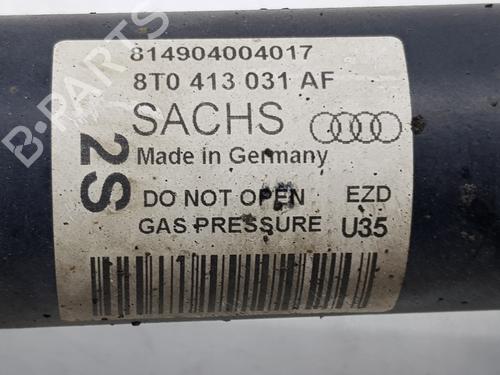 814904004017
8T0 413 031 AF
SACHS
Made in Germany
2S
DO NOT OPEN EZD
GAS PRESSURE U35
B-PARTS